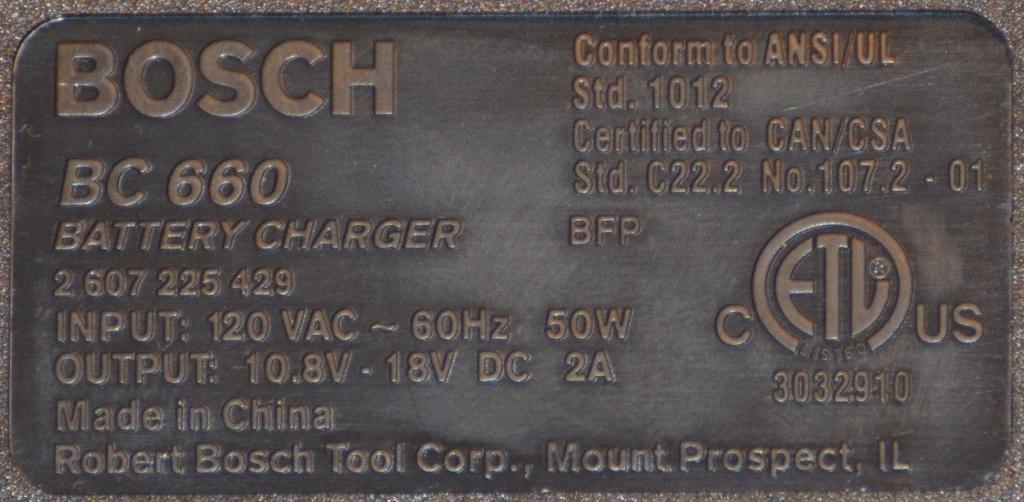 BOSCH
BC 660
BATTERY CHARGER
2 607 225 429
INPUT: 120 VAC ~ 60Hz 50W
OUTPUT: 10.8V - 18V DC 2A
Made in China
Robert Bosch Tool Corp., Mount Prospect, IL
Conform to ANSI/UL
Std. 1012
Certified to CAN/CSA
Std. C22.2 No.107.2 - 01
BFP
C ETL US
LISTED
3032910